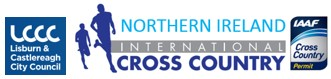 LCCC
Lisburn &
Castlereagh
City Council
NORTHERN IRELAND
INTERNATIONAL
CROSS COUNTRY
IAAF
Cross
Country
Permit